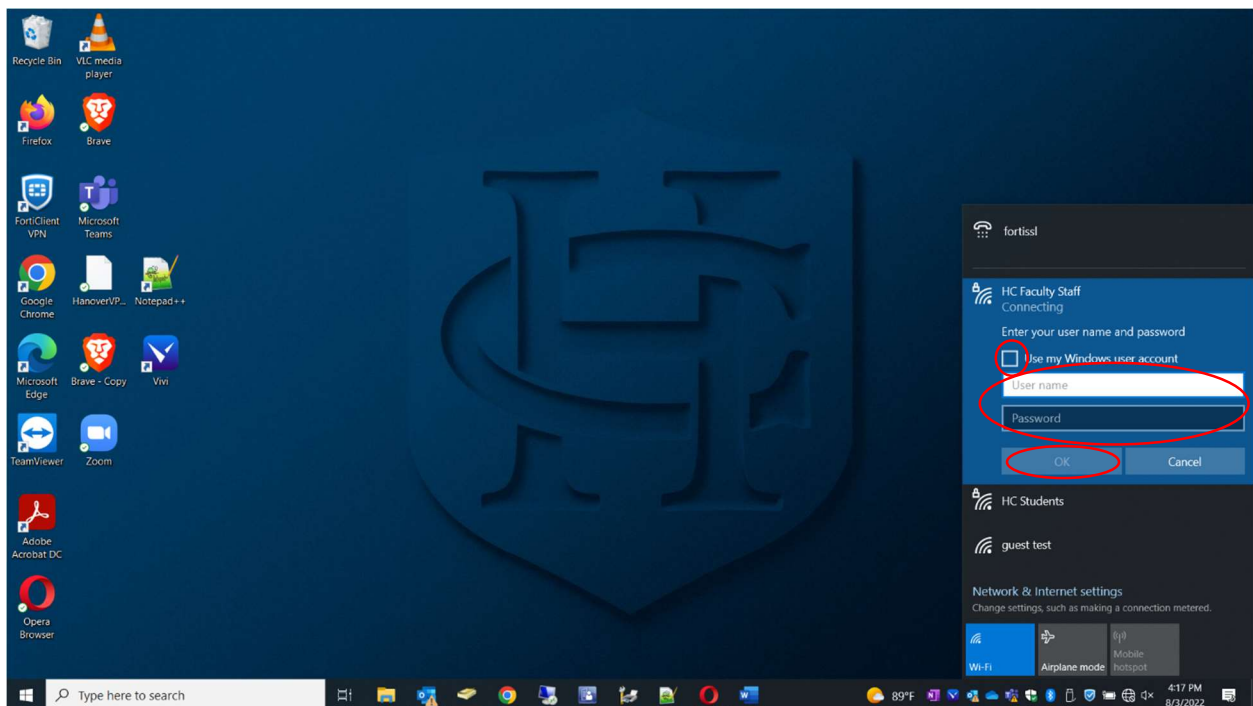 Recycle Bin
VLC media
player
Firefox
Brave
FortiClient
VPN
Microsoft
Teams
Google
Chrome
HanoverVP...
Notepad++
Microsoft
Edge
Brave - Copy
Vivi
TeamViewer
Zoom
Adobe
Acrobat DC
Opera
Browser
fortissl
HC Faculty Staff
Connecting
Enter your user name and password
Use my Windows user account
User name
Password
OK
Cancel
HC Students
guest test
Network & Internet settings
Change settings, such as making a connection metered.
Wi-Fi
Airplane mode
Mobile
hotspot
Type here to search
89°F
4:17 PM
8/3/2022